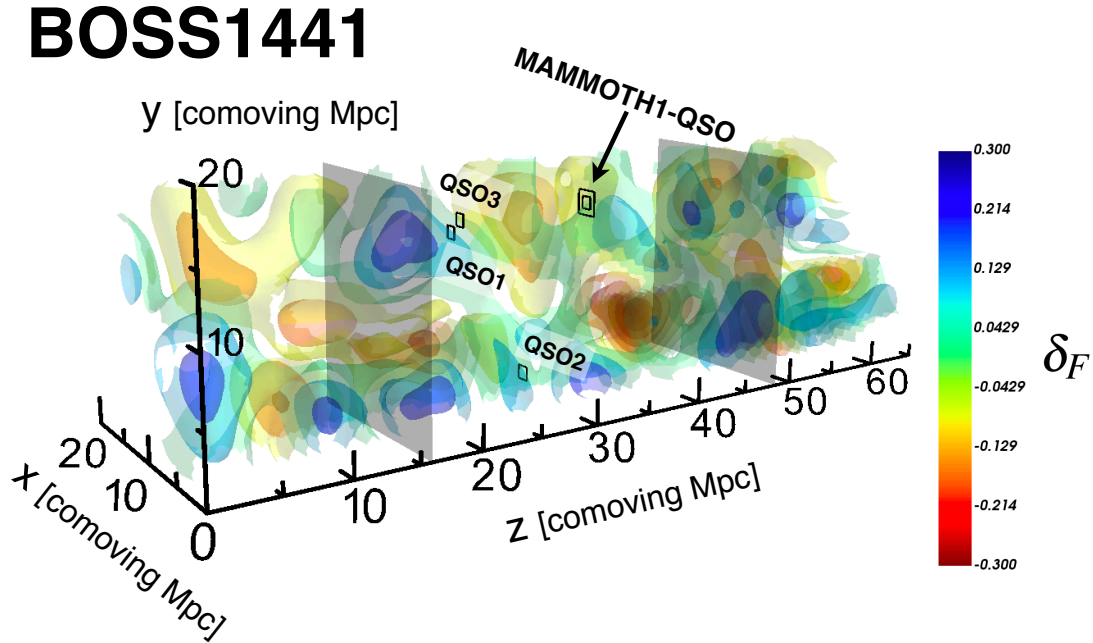 BOSS1441
MAMMOTH1-QSO
y [comoving Mpc]
20
QSO3
QSO1
10
QSO2
20
10
0
x [comoving Mpc]
10
20
30
40
50
60
z [comoving Mpc]
0.300
0.214
0.129
0.0429
-0.0429
-0.129
-0.214
-0.300
δF